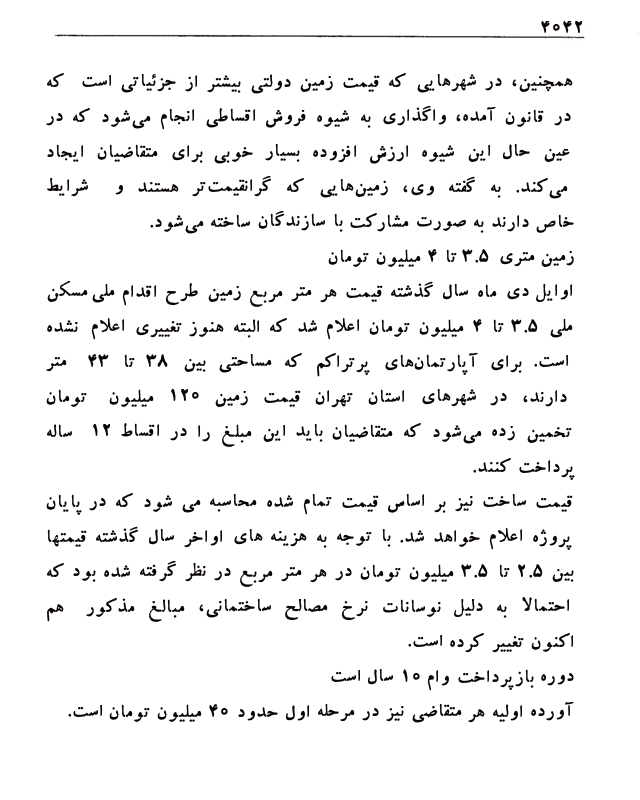 ۴۰۴۲
همچنین، در شهرهایی که قیمت زمین دولتی بیشتر از جزئیاتی است که
در قانون آمده، واگذاری به شیوه فروش اقساطی انجام می‌شود که در
عین حال این شیوه ارزش افزوده بسیار خوبی برای متقاضیان ایجاد
می‌کند. به گفته وی، زمین‌هایی که گرانقیمت‌تر هستند و شرایط
خاص دارند به صورت مشارکت با سازندگان ساخته می‌شود.
زمین متری ۳.۵ تا ۴ میلیون تومان
اوایل دی ماه سال گذشته قیمت هر متر مربع زمین طرح اقدام ملی مسکن
ملی ۳.۵ تا ۴ میلیون تومان اعلام شد که البته هنوز تغییری اعلام نشده
است. برای آپارتمان‌های پرتراکم که مساحتی بین ۳۸ تا ۴۳ متر
دارند، در شهرهای استان تهران قیمت زمین ۱۲۰ میلیون تومان
تخمین زده می‌شود که متقاضیان باید این مبلغ را در اقساط ۱۲ ساله
پرداخت کنند.
قیمت ساخت نیز بر اساس قیمت تمام شده محاسبه می شود که در پایان
پروژه اعلام خواهد شد. با توجه به هزینه های اواخر سال گذشته قیمتها
بین ۲.۵ تا ۳.۵ میلیون تومان در هر متر مربع در نظر گرفته شده بود که
احتمالا به دلیل نوسانات نرخ مصالح ساختمانی، مبالغ مذکور هم
اکنون تغییر کرده است.
دوره بازپرداخت وام ۱۰ سال است
آورده اولیه هر متقاضی نیز در مرحله اول حدود ۴۰ میلیون تومان است.